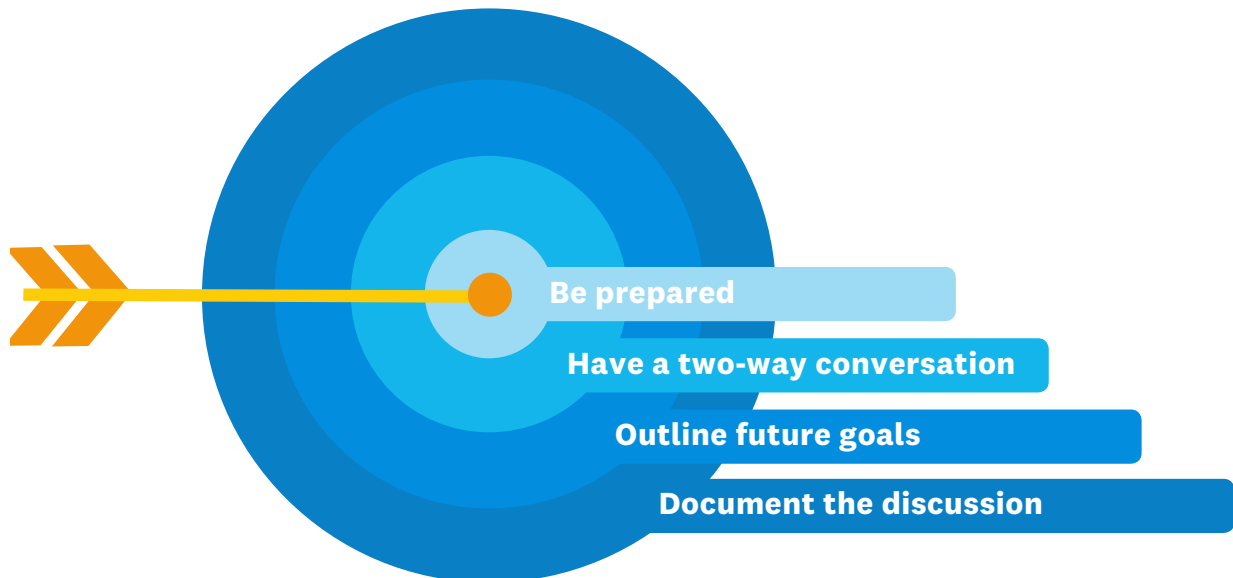 Be prepared
Have a two-way conversation
Outline future goals
Document the discussion